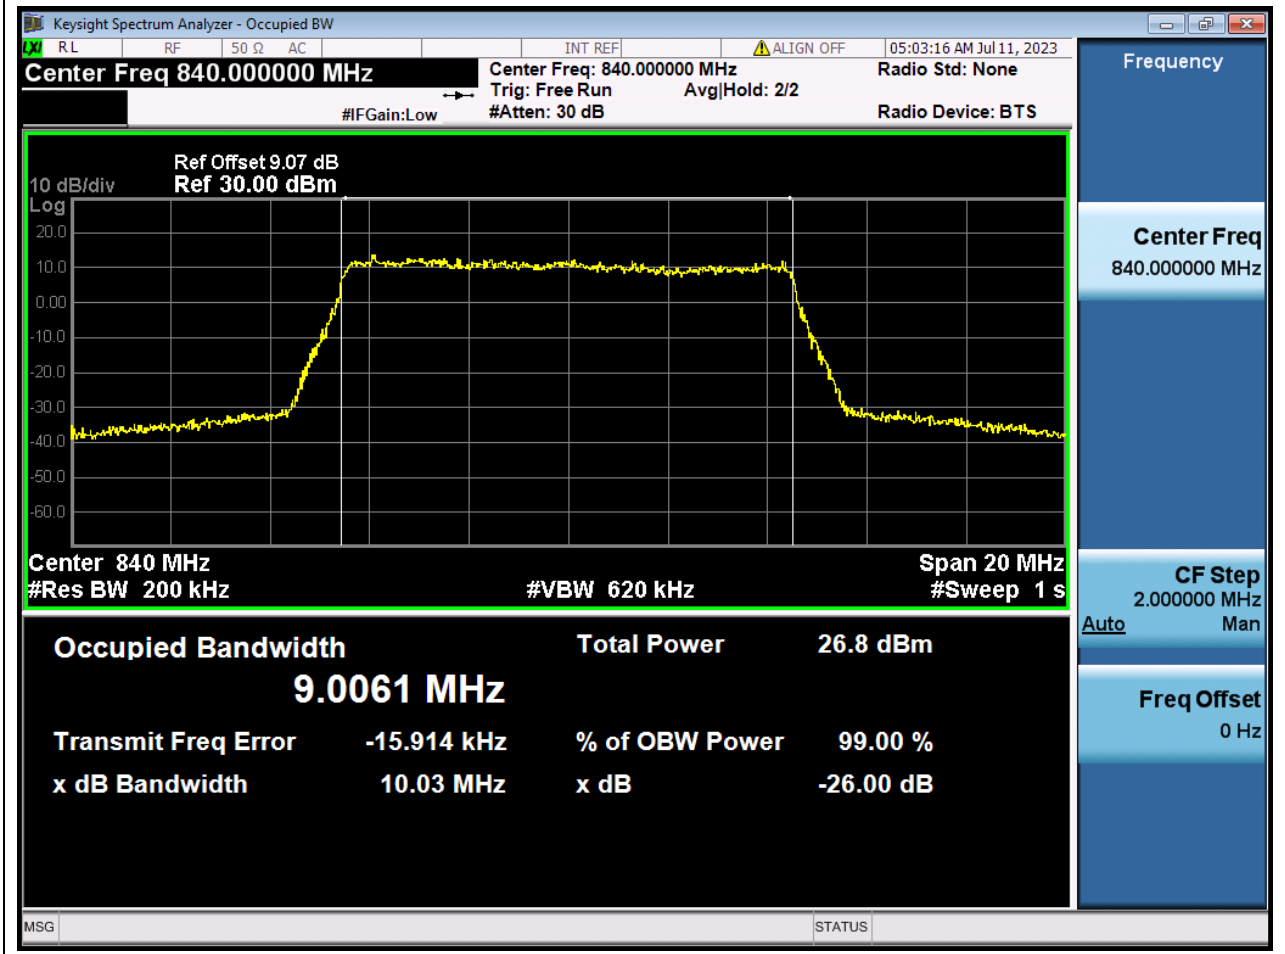 Keysight Spectrum Analyzer - Occupied BW
LXI RL RF 50 Ω AC INT REF ALIGN OFF 05:03:16 AM Jul 11, 2023
Center Freq 840.000000 MHz
Center Freq: 840.000000 MHz Radio Std: None
Trig: Free Run Avg|Hold: 2/2
#IFGain:Low #Atten: 30 dB Radio Device: BTS
Ref Offset 9.07 dB
10 dB/div Ref 30.00 dBm
Log
20.0
10.0
0.00
-10.0
-20.0
-30.0
-40.0
-50.0
-60.0
Center 840 MHz Span 20 MHz
#Res BW 200 kHz #VBW 620 kHz #Sweep 1 s
Occupied Bandwidth Total Power 26.8 dBm
9.0061 MHz
Transmit Freq Error -15.914 kHz % of OBW Power 99.00 %
x dB Bandwidth 10.03 MHz x dB -26.00 dB
MSG STATUS
Frequency
Center Freq
840.000000 MHz
CF Step
2.000000 MHz
Auto Man
Freq Offset
0 Hz